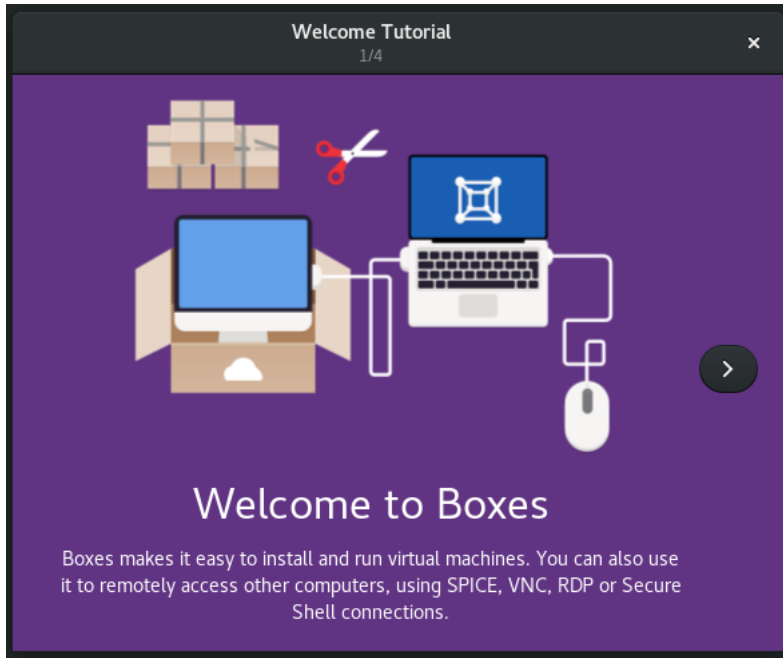 Welcome Tutorial
1/4
Welcome to Boxes
Boxes makes it easy to install and run virtual machines. You can also use
it to remotely access other computers, using SPICE, VNC, RDP or Secure
Shell connections.